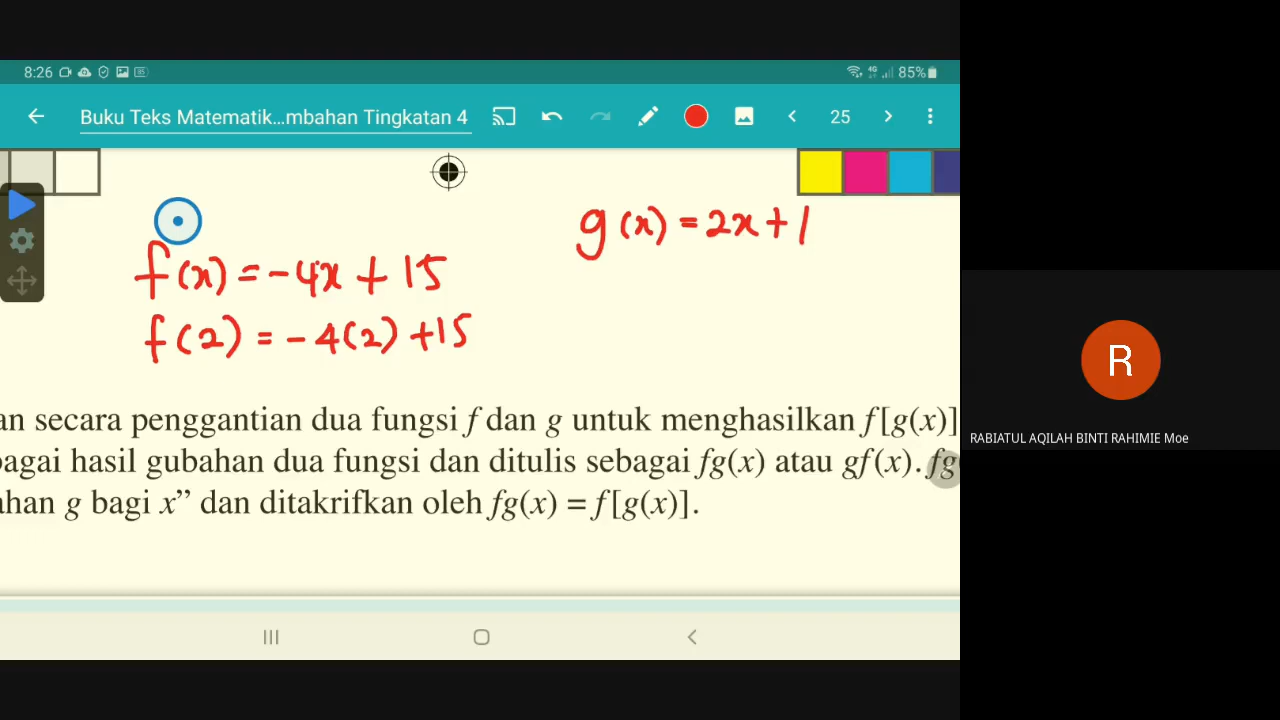 8:26
85%
Buku Teks Matematik...mbahan Tingkatan 4
25
g(x) = 2x + 1
f(x) = -4x + 15
f(2) = -4(2) + 15
an secara penggantian dua fungsi f dan g untuk menghasilkan f[g(x)]
bagai hasil gubahan dua fungsi dan ditulis sebagai fg(x) atau gf(x). fg
ahan g bagi x” dan ditakrifkan oleh fg(x) = f[g(x)].
R
RABIATUL AQILAH BINTI RAHIMIE Moe